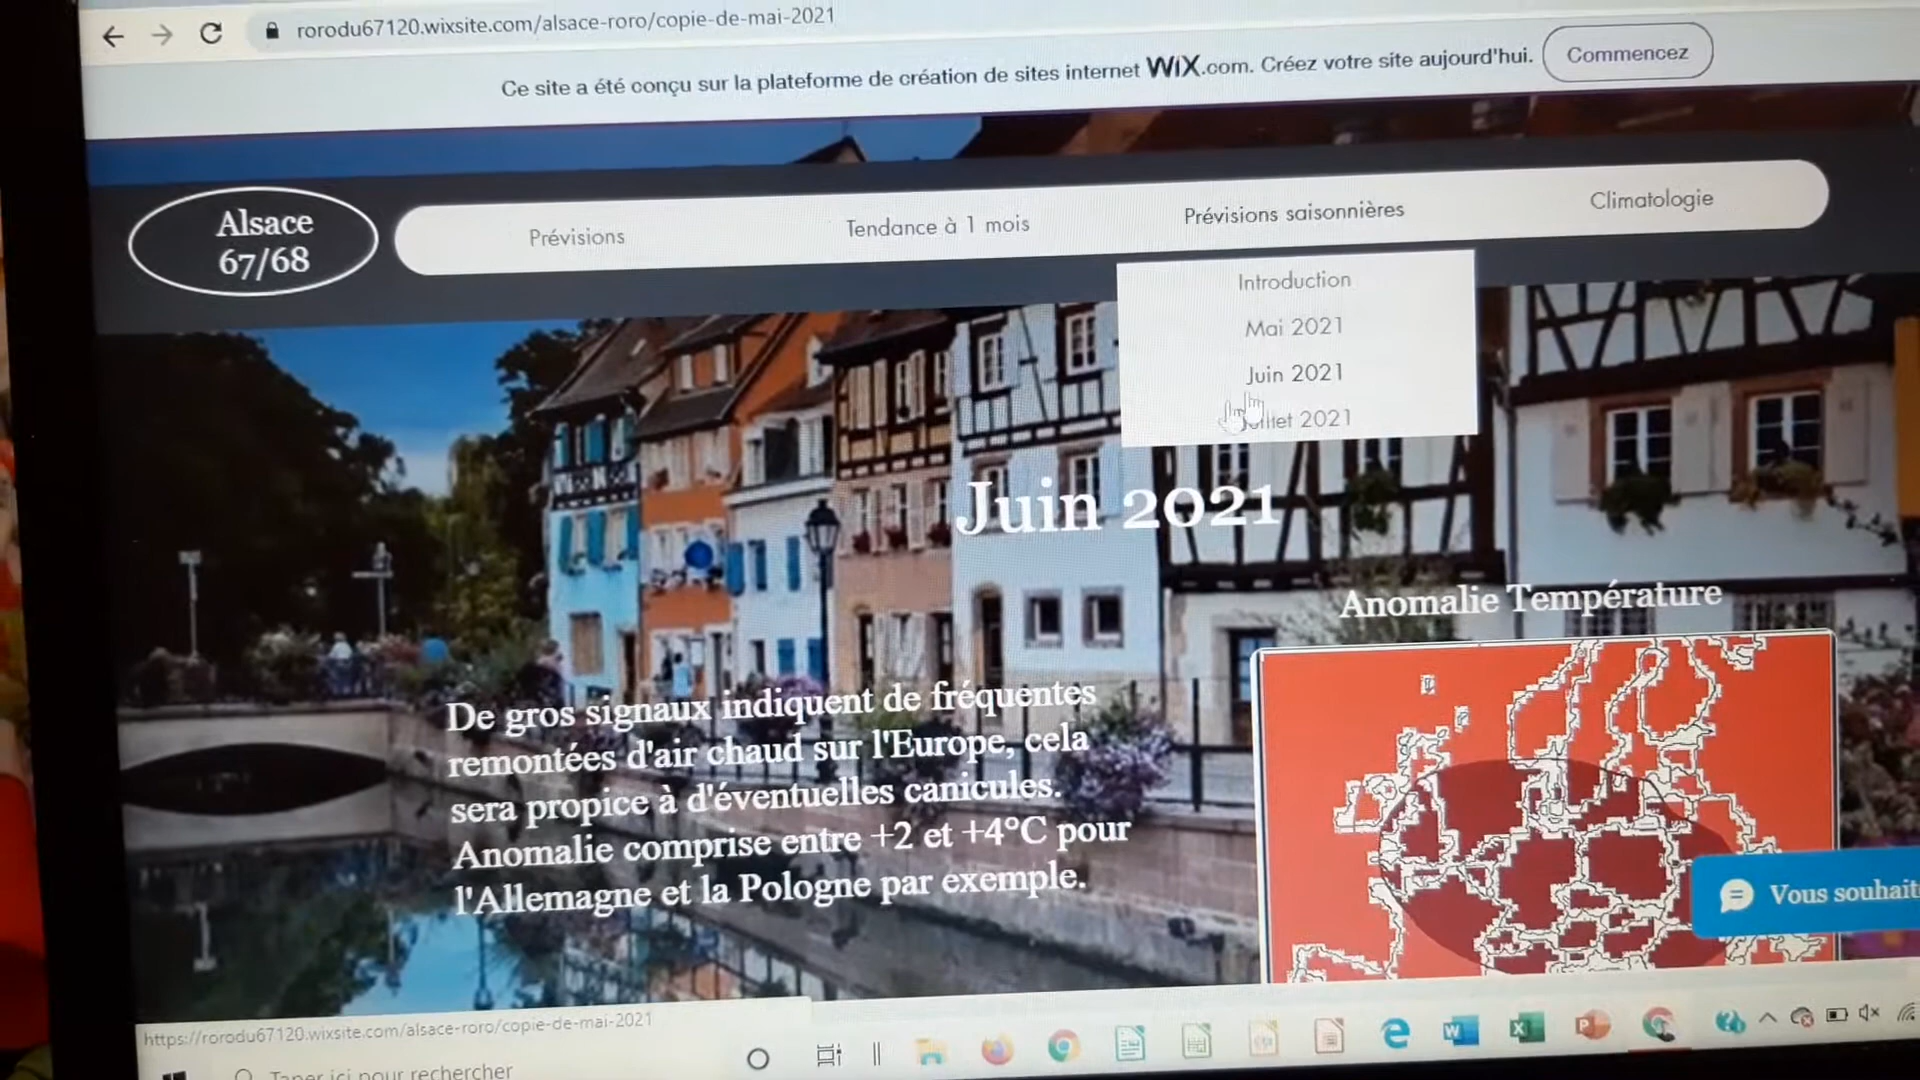 rorodu67120.wixsite.com/alsace-roro/copie-de-mai-2021
Ce site a été conçu sur la plateforme de création de sites internet WiX.com. Créez votre site aujourd'hui.
Commencez
Alsace
67/68
Prévisions
Tendance à 1 mois
Prévisions saisonnières
Climatologie
Introduction
Mai 2021
Juin 2021
Juillet 2021
Juin 2021
Anomalie Température
De gros signaux indiquent de fréquentes
remontées d'air chaud sur l'Europe, cela
sera propice à d'éventuelles canicules.
Anomalie comprise entre +2 et +4°C pour
l'Allemagne et la Pologne par exemple.
Vous
https://rorodu67120.wixsite.com/alsace-roro/copie-de-mai-2021
Taper ici pour rechercher